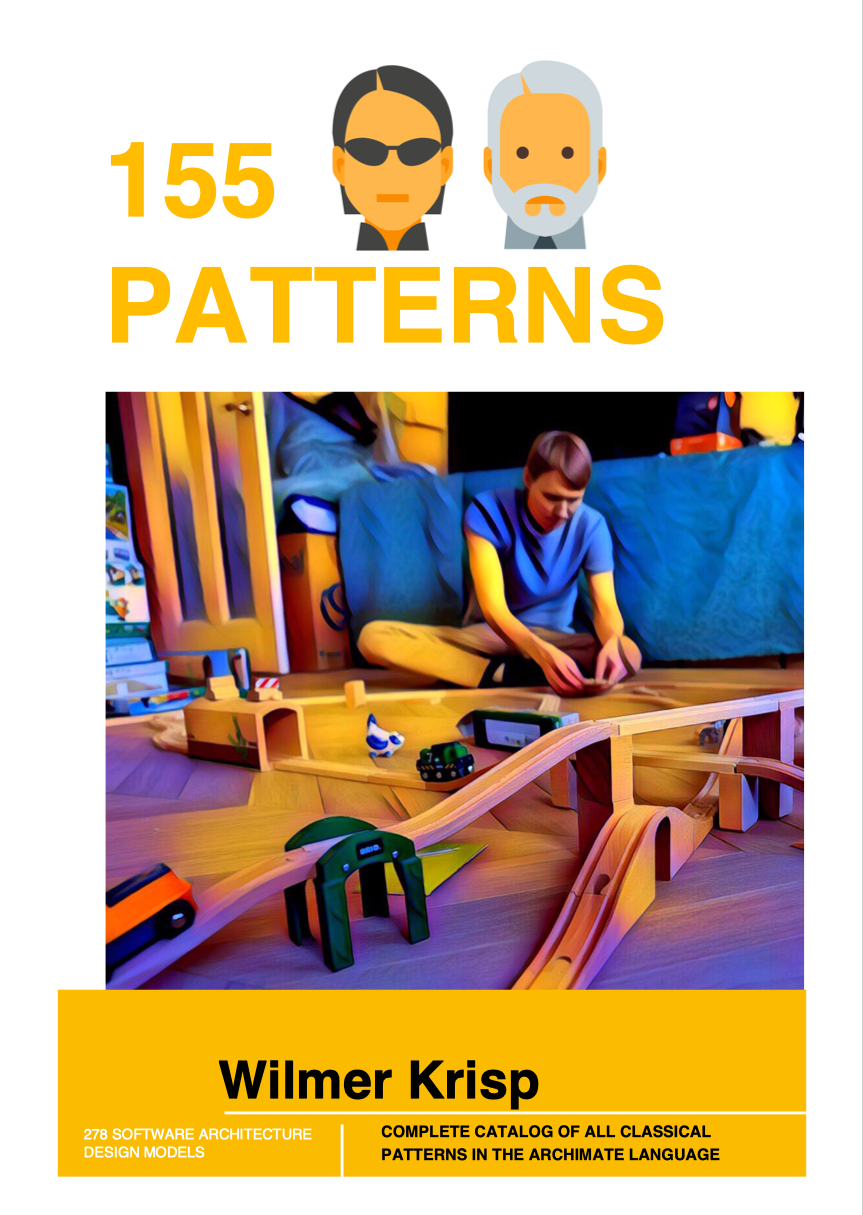 155
PATTERNS
BRIO
Wilmer Krisp
278 SOFTWARE ARCHITECTURE
DESIGN MODELS
COMPLETE CATALOG OF ALL CLASSICAL
PATTERNS IN THE ARCHIMATE LANGUAGE